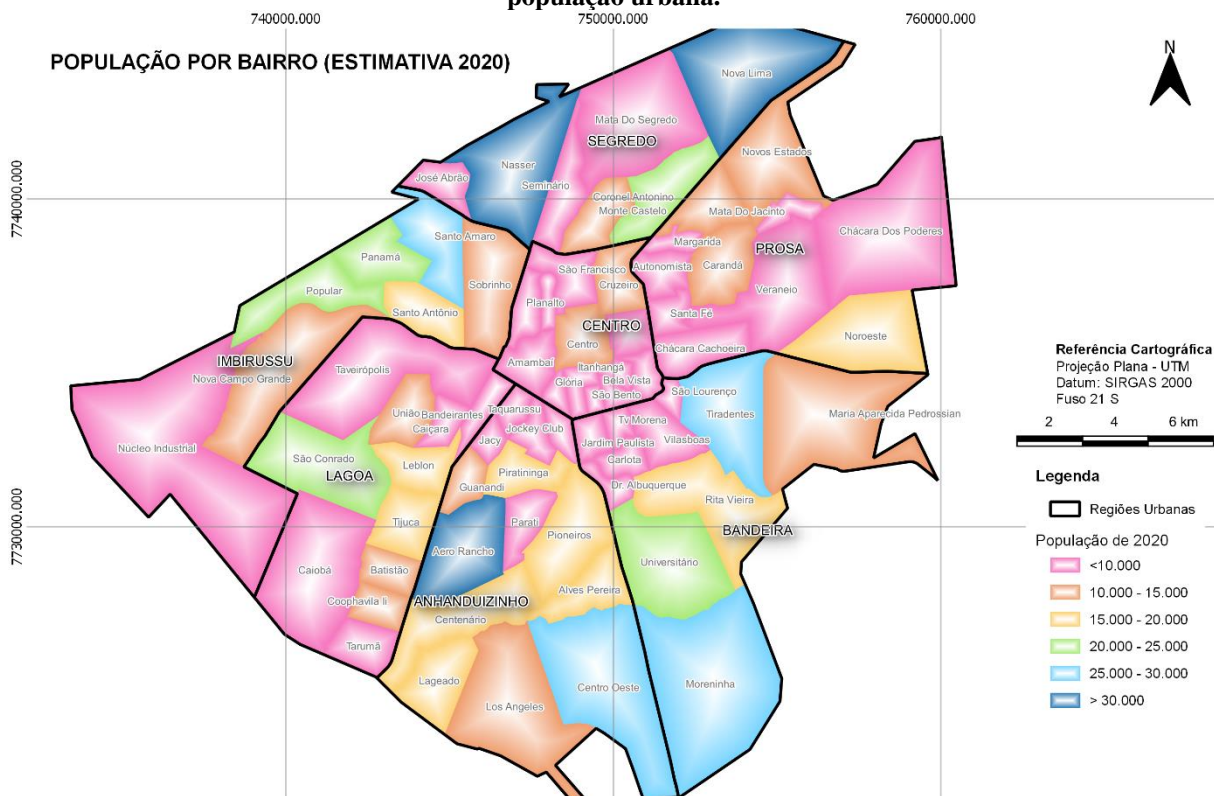 população urbana.
740000.000
750000.000
760000.000
POPULAÇÃO POR BAIRRO (ESTIMATIVA 2020)
N
Nova Lima
Mata Do Segredo
SEGREDO
Nasser
Novos Estados
José Abrão
Seminário
7740000.000
Coronel Antonino
Monte Castelo
Mata Do Jacinto
Chácara Dos Poderes
Santo Amaro
Margarida
PROSA
Panamá
São Francisco
Autonomista
Carandá
Sobrinho
Cruzeiro
Popular
Planalto
Veraneio
Santo Antônio
Santa Fé
CENTRO
Noroeste
Centro
Chácara Cachoeira
IMBIRUSSU
Amambaí
Itanhanga
Taveirópolis
Nova Campo Grande
Glória
Bela Vista
São Bento
São Lourenço
União
Bandeirantes
Taquarussu
Tiradentes
Maria Aparecida Pedrossian
Caiçara
Jockey Club
Tv Morena
Núcleo Industrial
Jacy
Jardim Paulista
Vilasboas
São Conrado
Leblon
Carlota
LAGOA
Piratininga
Guanandi
Dr. Albuquerque
Rita Vieira
Tijuca
Parati
7730000.000
BANDEIRA
Aero Rancho
Pioneiros
Universitário
Caiobá
Batistão
Alves Pereira
Coophavila Ii
ANHANDUIZINHO
Centenário
Tarumã
Lageado
Centro Oeste
Moreninha
Los Angeles
Referência Cartográfica
Projeção Plana - UTM
Datum: SIRGAS 2000
Fuso 21 S
2 4 6 km
Legenda
Regiões Urbanas
População de 2020
<10.000
10.000 - 15.000
15.000 - 20.000
20.000 - 25.000
25.000 - 30.000
> 30.000